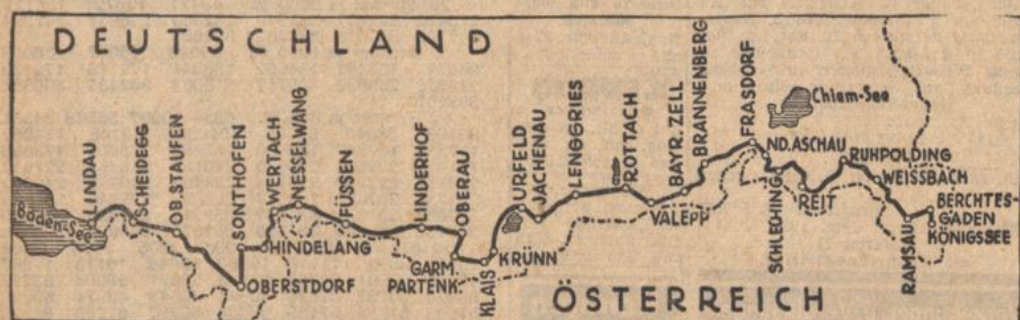 DEUTSCHLAND
Boden-See
LINDAU
SCHEIDEGG
OB.STAUFEN
SONTHOFEN
OBERSTDORF
HINDELANG
WERTACH
NESSELWANG
FÜSSEN
LINDERHOF
OBERAU
GARM.
PARTENK.
KLAIS
KRÜNN
URFELD
JACHENAU
LENGGRIES
ROTTACH
VALEPP
BAYR. ZELL
BRANNENBERG
FRASDORF
Chiem-See
ND.ASCHAU
SCHLECHING
REIT
RUHPOLDING
WEISSBACH
RAMSAU
BERCHTES-
GADEN
KÖNIGSSEE
ÖSTERREICH